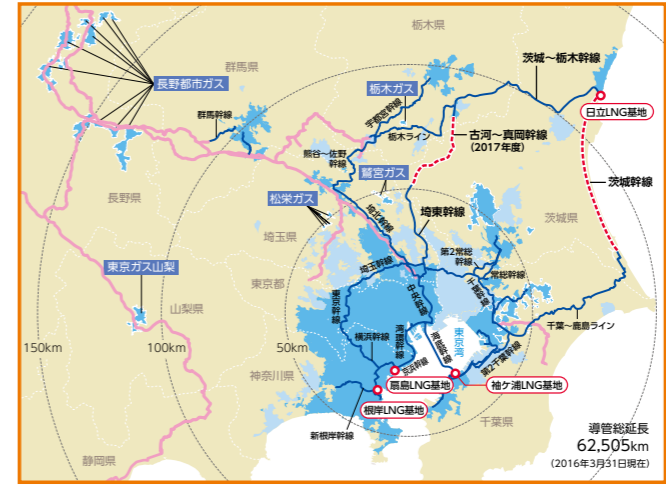 栃木県
群馬県
長野都市ガス
群馬幹線
栃木ガス
宇都宮幹線
栃木ライン
茨城〜栃木幹線
日立LNG基地
古河〜真岡幹線
(2017年度)
熊谷〜佐野
幹線
鷲宮ガス
茨城幹線
長野県
松栄ガス
埼北幹線
埼東幹線
茨城県
埼玉県
第2常総
幹線
常総幹線
東京ガス山梨
東京都
埼玉幹線
中央幹線
千葉幹線
山梨県
東京幹線
千葉〜鹿島ライン
150km
100km
50km
横浜幹線
湾環幹線
湾岸幹線
東京湾
京浜幹線
第2千葉幹線
神奈川県
扇島LNG基地
袖ケ浦LNG基地
根岸LNG基地
新根岸幹線
千葉県
静岡県
導管総延長
62,505km
(2016年3月31日現在)